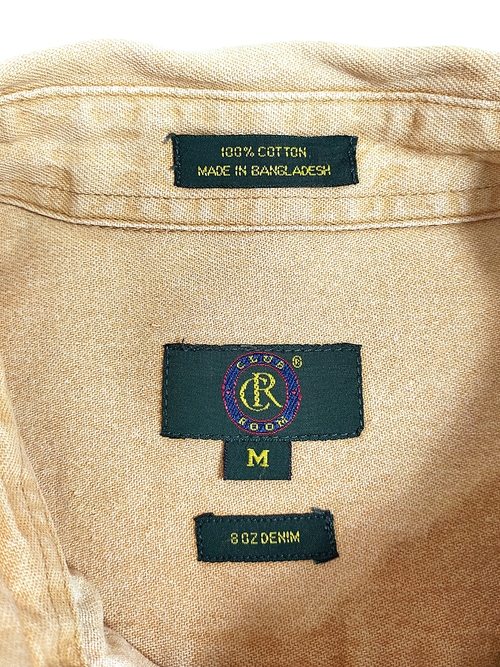 100% COTTON
MADE IN BANGLADESH
CLUB ®
CR
ROOM
M
8 OZ DENIM